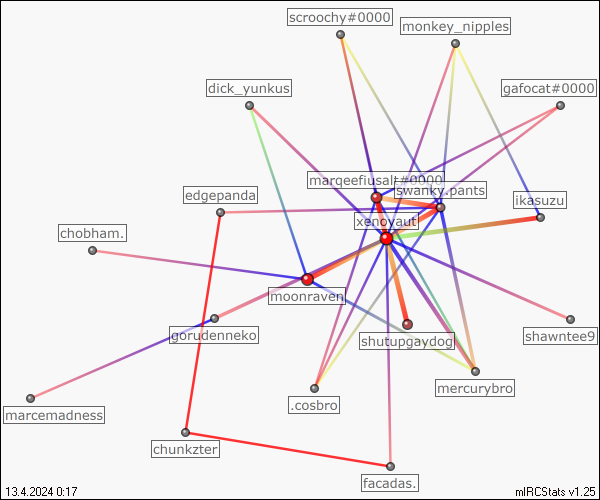 scroochy#0000
monkey_nipples
dick_yunkus
gafocat#0000
marqeefiusalt#0000
swanky.pants
edgepanda
ikasuzu
xenoyaut
chobham.
moonraven
gorudenneko
shutupgaydog
shawntee9
mercurybro
.cosbro
marcemadness
chunkzter
facadas.
13.4.2024 0:17
mIRCStats v1.25